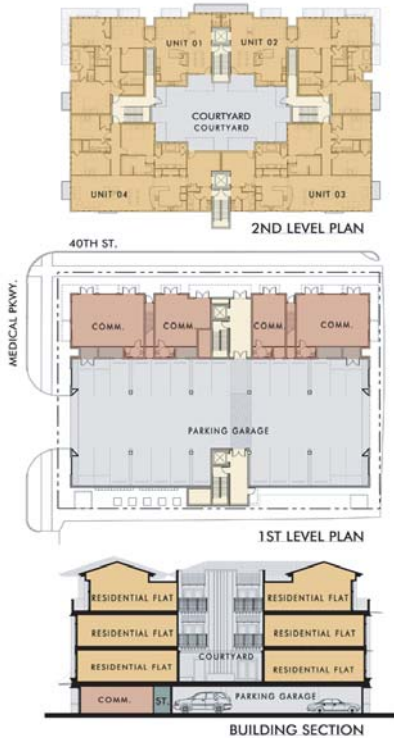 UNIT 01
UNIT 02
COURTYARD
COURTYARD
UNIT 04
UNIT 03
2ND LEVEL PLAN
40TH ST.
MEDICAL PKWY.
COMM.
COMM.
COMM.
COMM.
PARKING GARAGE
1ST LEVEL PLAN
RESIDENTIAL FLAT
RESIDENTIAL FLAT
RESIDENTIAL FLAT
RESIDENTIAL FLAT
COURTYARD
RESIDENTIAL FLAT
RESIDENTIAL FLAT
COMM.
ST.
PARKING GARAGE
BUILDING SECTION